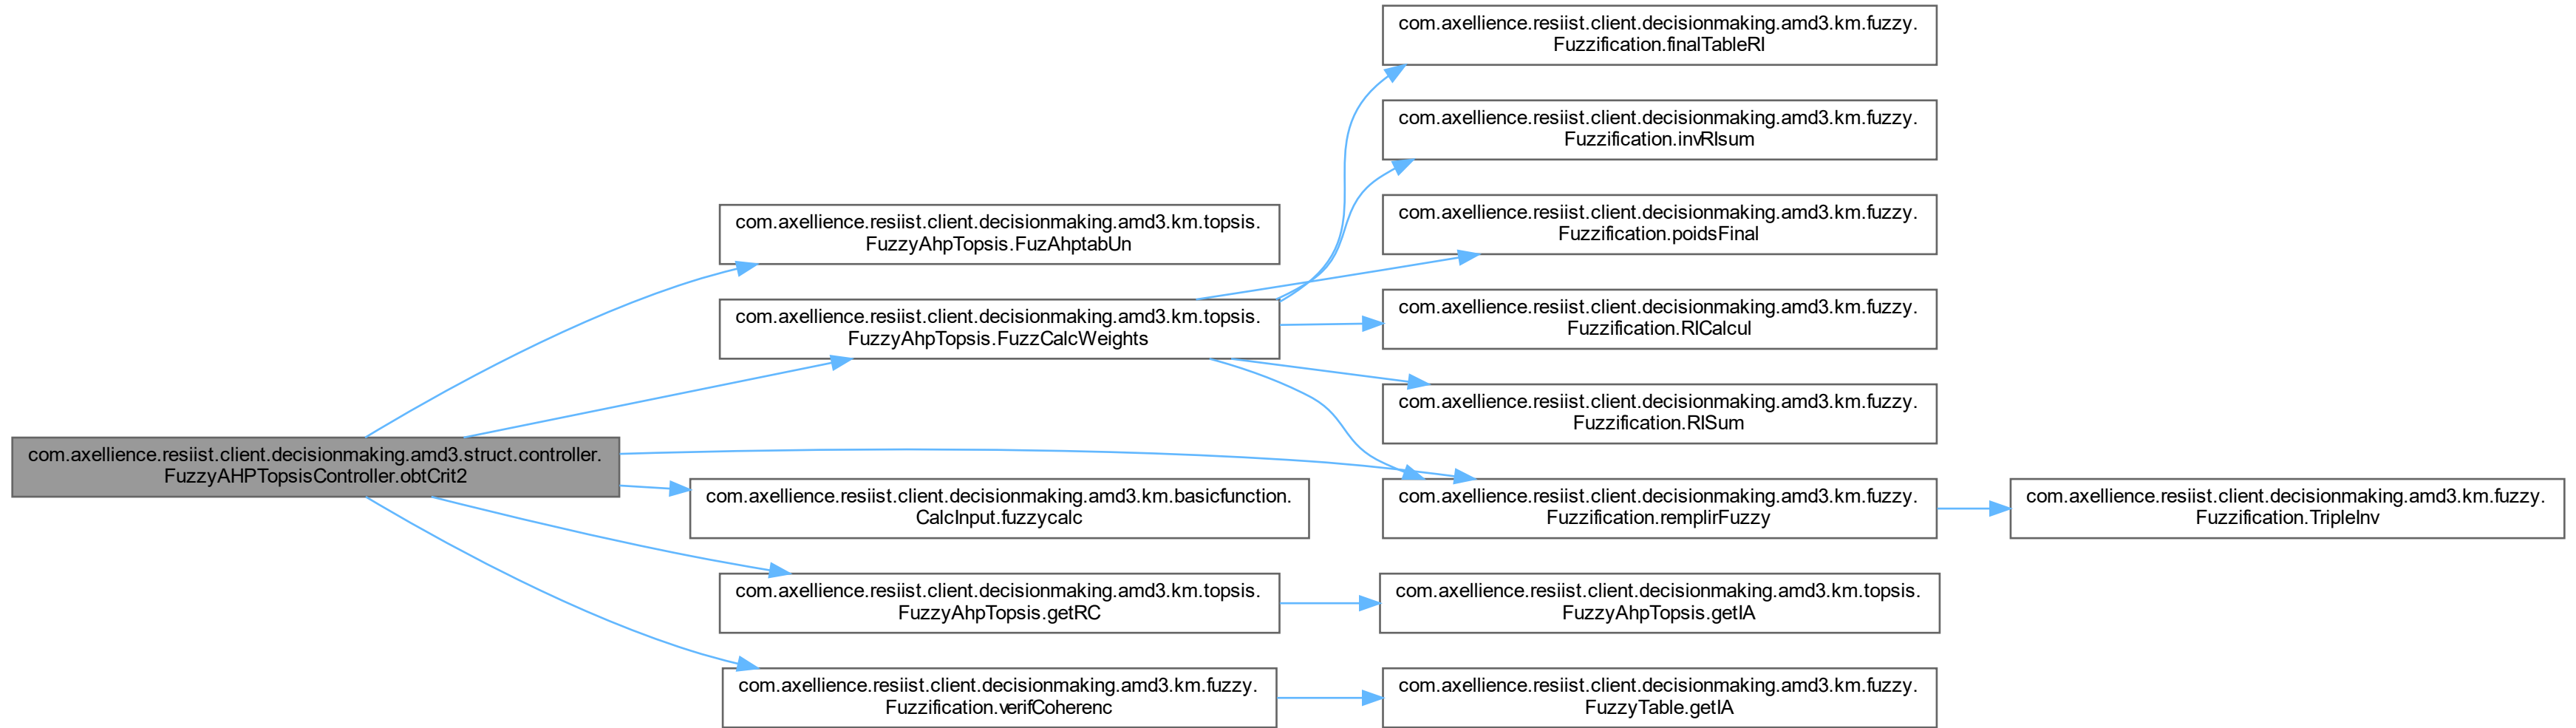 com.axellience.resiist.client.decisionmaking.amd3.struct.controller.
FuzzyAHPTopsisController.obtCrit2
com.axellience.resiist.client.decisionmaking.amd3.km.topsis.
FuzzyAhpTopsis.FuzAhptabUn
com.axellience.resiist.client.decisionmaking.amd3.km.topsis.
FuzzyAhpTopsis.FuzzCalcWeights
com.axellience.resiist.client.decisionmaking.amd3.km.basicfunction.
CalcInput.fuzzycalc
com.axellience.resiist.client.decisionmaking.amd3.km.topsis.
FuzzyAhpTopsis.getRC
com.axellience.resiist.client.decisionmaking.amd3.km.fuzzy.
Fuzzification.verifCoherenc
com.axellience.resiist.client.decisionmaking.amd3.km.fuzzy.
Fuzzification.finalTableRI
com.axellience.resiist.client.decisionmaking.amd3.km.fuzzy.
Fuzzification.invRIsum
com.axellience.resiist.client.decisionmaking.amd3.km.fuzzy.
Fuzzification.poidsFinal
com.axellience.resiist.client.decisionmaking.amd3.km.fuzzy.
Fuzzification.RICalcul
com.axellience.resiist.client.decisionmaking.amd3.km.fuzzy.
Fuzzification.RISum
com.axellience.resiist.client.decisionmaking.amd3.km.fuzzy.
Fuzzification.remplirFuzzy
com.axellience.resiist.client.decisionmaking.amd3.km.topsis.
FuzzyAhpTopsis.getIA
com.axellience.resiist.client.decisionmaking.amd3.km.fuzzy.
FuzzyTable.getIA
com.axellience.resiist.client.decisionmaking.amd3.km.fuzzy.
Fuzzification.TripleInv